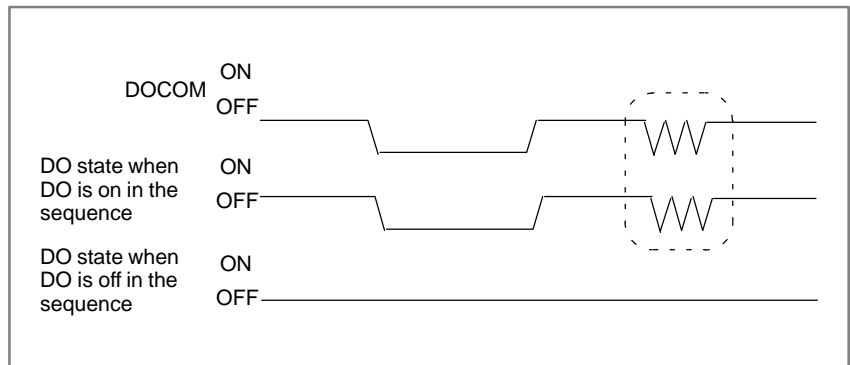 DOCOM
ON
OFF
DO state when
DO is on in the
sequence
ON
OFF
DO state when
DO is off in the
sequence
ON
OFF